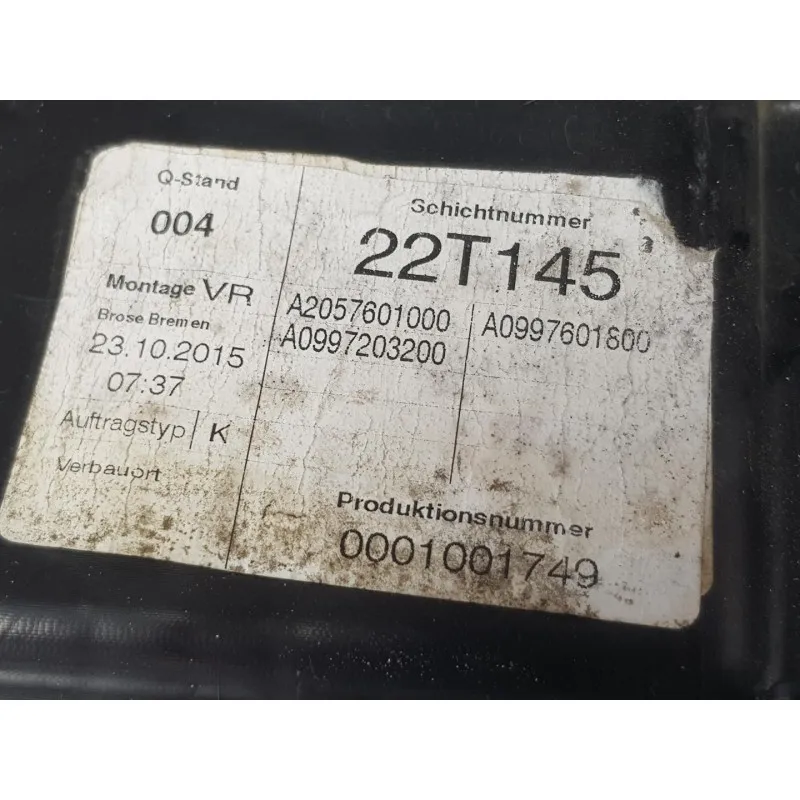 Q-Stand
004
Montage VR
Brose Bremen
23.10.2015
07:37
Auftragstyp K
Verbauort
Schichtnummer
22T145
A2057601000 A0997601800
A0997203200
Produktionsnummer
0001001749